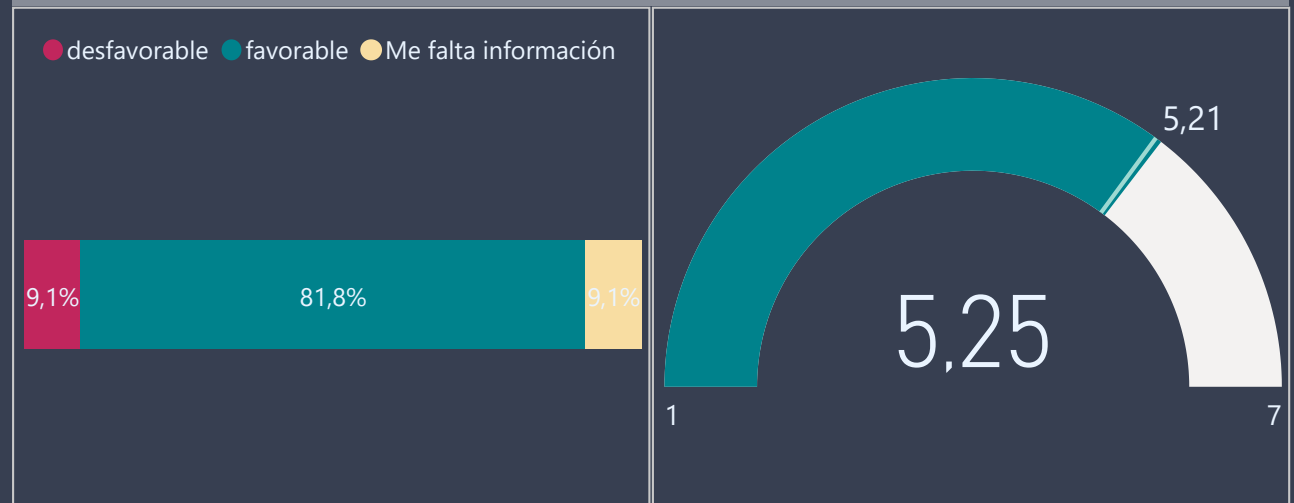 desfavorable favorable Me falta información
9,1% 81,8% 9,1%
5,21
5,25
1 7